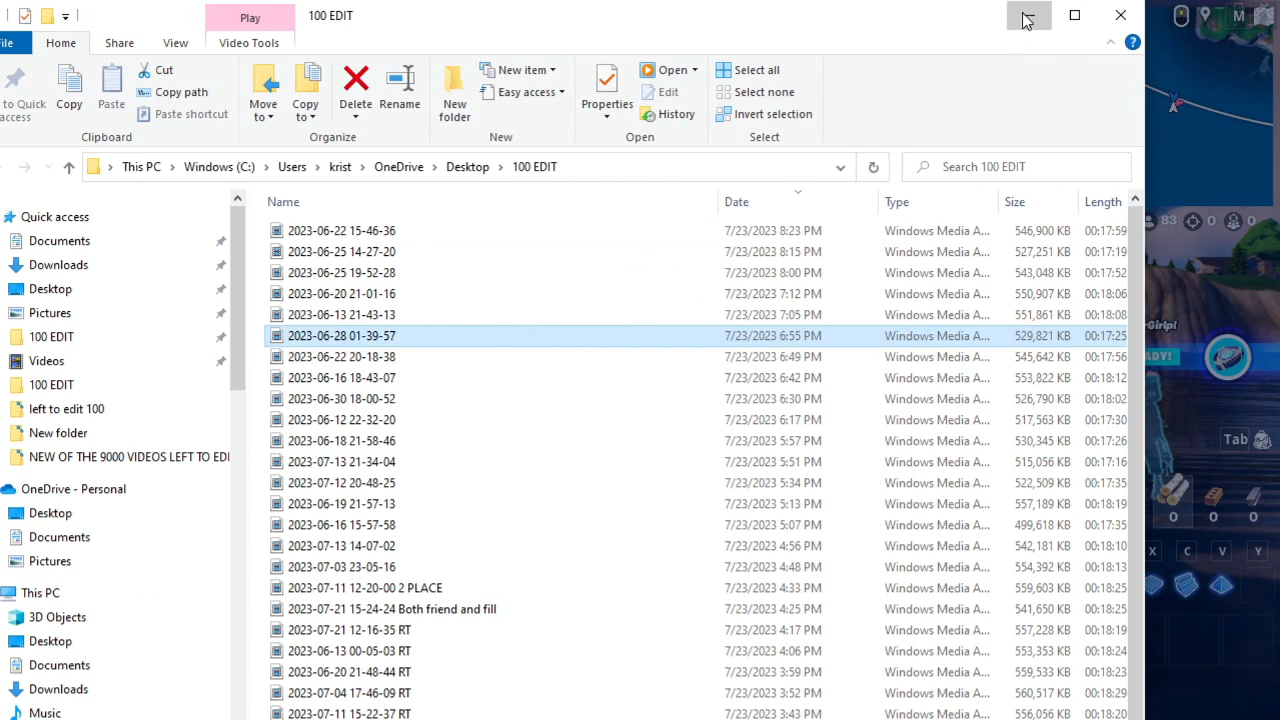 Play 100 EDIT
File Home Share View Video Tools
to Quick access Copy Paste Cut Copy path Paste shortcut Move to Copy to Delete Rename New folder New item Easy access Properties Open Edit History Select all Select none Invert selection
Clipboard Organize New Open Select
This PC Windows (C:) Users krist OneDrive Desktop 100 EDIT Search 100 EDIT
Name Date Type Size Length
2023-06-22 15-46-36 7/23/2023 8:23 PM Windows Media A... 546,900 KB 00:17:59
2023-06-25 14-27-20 7/23/2023 8:15 PM Windows Media A... 527,251 KB 00:17:19
2023-06-25 19-52-28 7/23/2023 8:00 PM Windows Media A... 543,048 KB 00:17:52
2023-06-20 21-01-16 7/23/2023 7:12 PM Windows Media A... 550,907 KB 00:18:06
2023-06-13 21-43-13 7/23/2023 7:05 PM Windows Media A... 551,861 KB 00:18:08
2023-06-28 01-39-57 7/23/2023 6:55 PM Windows Media A... 529,821 KB 00:17:25
2023-06-22 20-18-38 7/23/2023 6:49 PM Windows Media A... 545,642 KB 00:17:56
2023-06-16 18-43-07 7/23/2023 6:42 PM Windows Media A... 553,822 KB 00:18:12
2023-06-30 18-00-52 7/23/2023 6:30 PM Windows Media A... 526,790 KB 00:18:02
2023-06-12 22-32-20 7/23/2023 6:17 PM Windows Media A... 517,563 KB 00:17:30
2023-06-18 21-58-46 7/23/2023 5:57 PM Windows Media A... 530,345 KB 00:17:26
2023-07-13 21-34-04 7/23/2023 5:51 PM Windows Media A... 515,056 KB 00:17:16
2023-07-12 20-48-25 7/23/2023 5:34 PM Windows Media A... 522,509 KB 00:17:35
2023-06-19 21-57-13 7/23/2023 5:13 PM Windows Media A... 557,189 KB 00:18:23
2023-06-16 15-57-58 7/23/2023 5:07 PM Windows Media A... 499,618 KB 00:17:35
2023-07-13 14-07-02 7/23/2023 4:56 PM Windows Media A... 542,181 KB 00:18:10
2023-07-03 23-05-16 7/23/2023 4:48 PM Windows Media A... 554,392 KB 00:18:13
2023-07-11 12-20-00 2 PLACE 7/23/2023 4:33 PM Windows Media A... 559,603 KB 00:18:25
2023-07-21 15-24-24 Both friend and fill 7/23/2023 4:25 PM Windows Media A... 541,650 KB 00:18:25
2023-07-21 12-16-35 RT 7/23/2023 4:17 PM Windows Media A... 557,228 KB 00:18:19
2023-06-13 00-05-03 RT 7/23/2023 4:06 PM Windows Media A... 553,353 KB 00:18:24
2023-06-20 21-48-44 RT 7/23/2023 3:59 PM Windows Media A... 559,533 KB 00:18:23
2023-07-04 17-46-09 RT 7/23/2023 3:52 PM Windows Media A... 560,517 KB 00:18:29
2023-07-11 15-22-37 RT 7/23/2023 3:43 PM Windows Media A... 556,056 KB 00:18:20
Quick access
Documents
Downloads
Desktop
Pictures
100 EDIT
Videos
100 EDIT
left to edit 100
New folder
NEW OF THE 9000 VIDEOS LEFT TO EDI
OneDrive - Personal
Desktop
Documents
Pictures
This PC
3D Objects
Desktop
Documents
Downloads
Music
M
83 0 0
Girlpl
ADY!
Tab
0 0 0
X C V Y